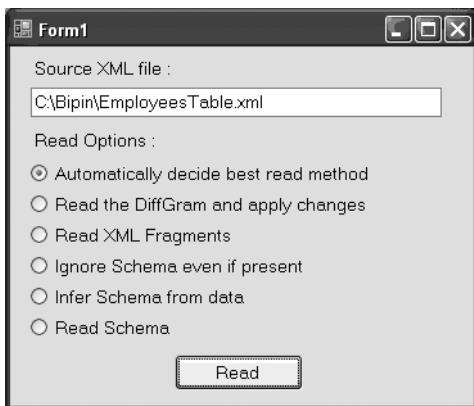 Form1
Source XML file :
C:\Bipin\EmployeesTable.xml
Read Options :
Automatically decide best read method
Read the DiffGram and apply changes
Read XML Fragments
Ignore Schema even if present
Infer Schema from data
Read Schema
Read